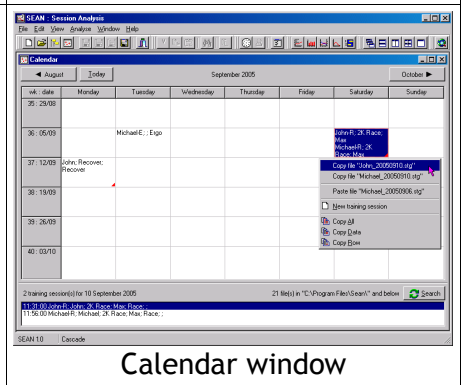 SEAN : Session Analysis
File Edit View Analyse Window Help
Calendar
August Today September 2005 October
wk : date Monday Tuesday Wednesday Thursday Friday Saturday Sunday
35 : 29/08
36 : 05/09 Michael-E; ; Ergo John-R; 2K Race;
Max
Michael-R; 2K
Race; Max
37 : 12/09 John; Recover;
Recover
Copy file "John_20050910.stg"
Copy file "Michael_20050910.stg"
Paste file "Michael_20050906.stg"
New training session
Copy All
Copy Data
Copy Row
38 : 19/09
39 : 26/09
40 : 03/10
2 training session(s) for 10 September 2005 21 file(s) in "C:\Program Files\Sean\" and below Search
11:31:00 John-R; John; 2K Race; Max; Race; ;
11:56:00 Michael-R; Michael; 2K Race; Max; Race; ;
SEAN 1.0 Cascade
Calendar window